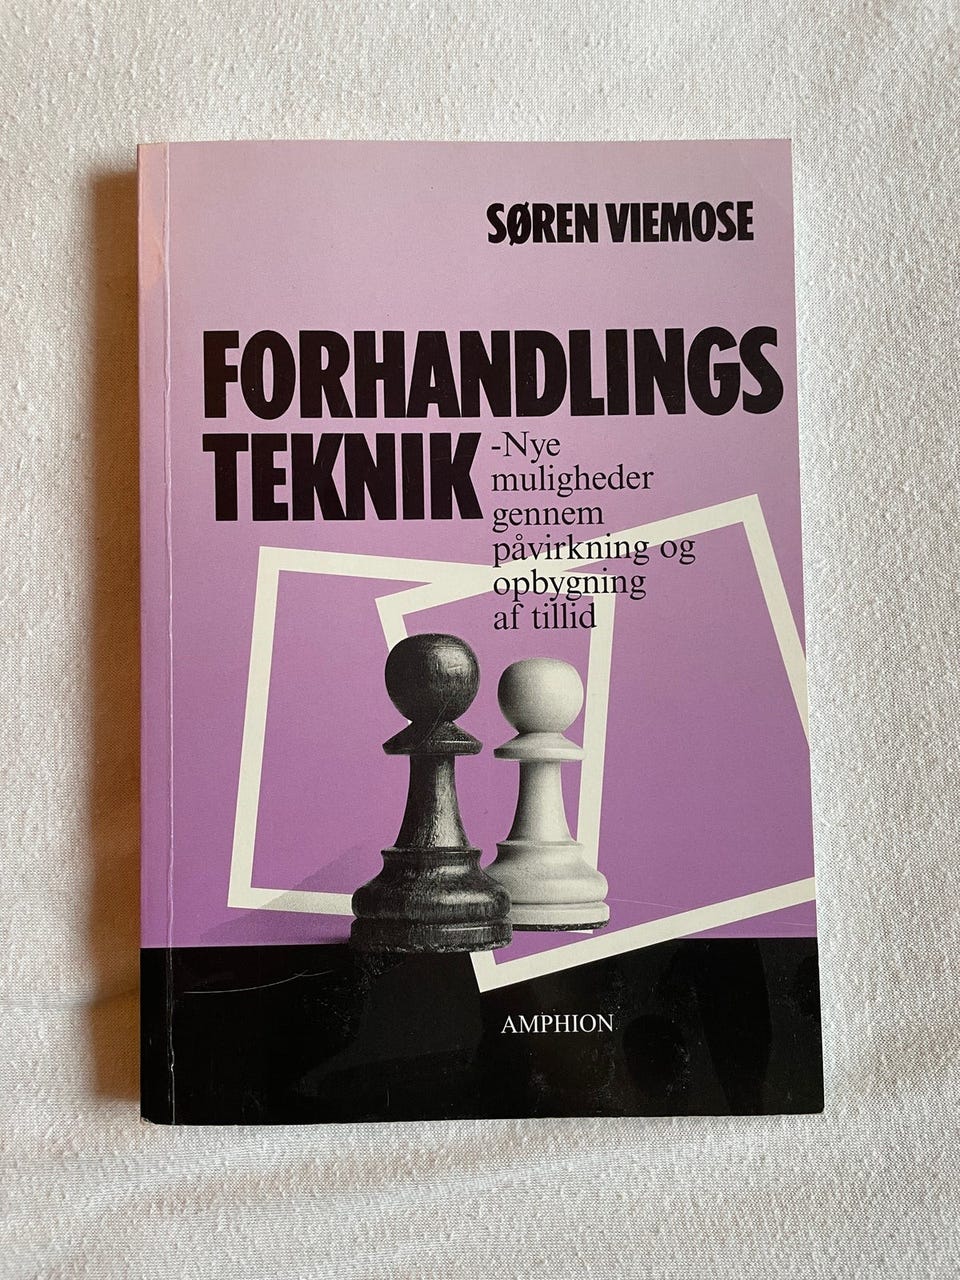 SØREN VIEMOSE
FORHANDLINGS
TEKNIK
-Nye
muligheder
gennem
påvirkning og
opbygning
af tillid
AMPHION